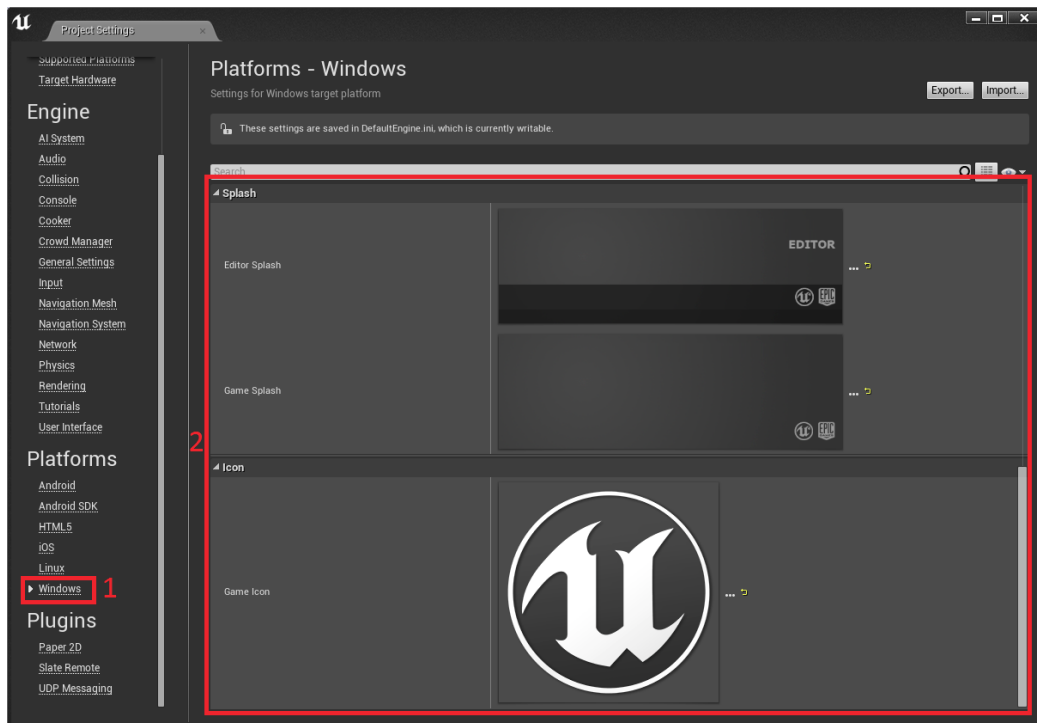 Project Settings
Supported Platforms
Target Hardware
Engine
AI System
Audio
Collision
Console
Cooker
Crowd Manager
General Settings
Input
Navigation Mesh
Navigation System
Network
Physics
Rendering
Tutorials
User Interface
Platforms
Android
Android SDK
HTML5
iOS
Linux
Windows
1
Plugins
Paper 2D
Slate Remote
UDP Messaging
Platforms - Windows
Settings for Windows target platform
Export... Import...
These settings are saved in DefaultEngine.ini, which is currently writable.
Search
2
Splash
Editor Splash
EDITOR
EPIC
...
Game Splash
EPIC
...
Icon
Game Icon
...